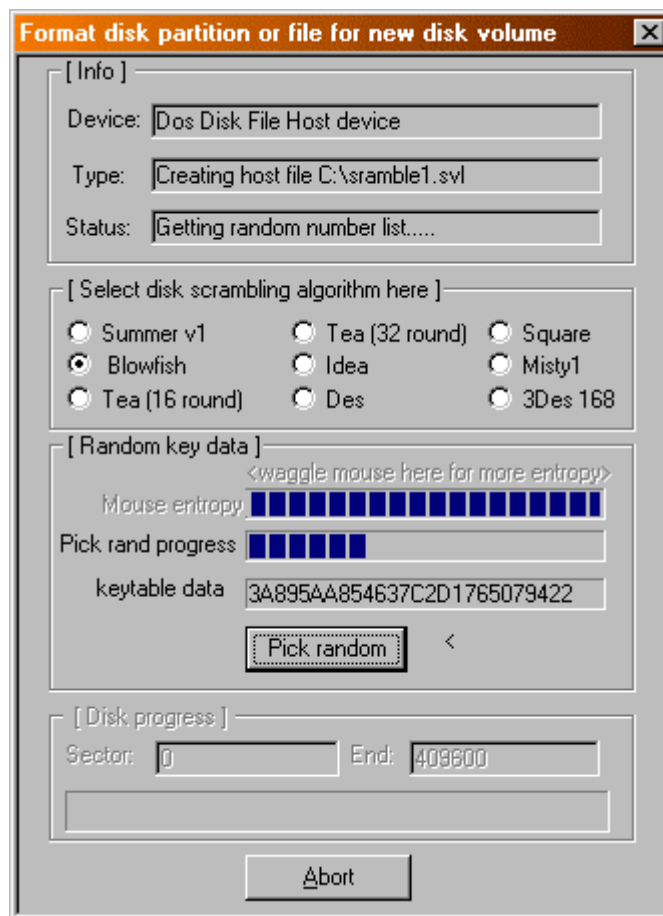 Format disk partition or file for new disk volume
[ Info ]
Device: Dos Disk File Host device
Type: Creating host file C:\sramble1.svl
Status: Getting random number list.....
[ Select disk scrambling algorithm here ]
Summer v1 Tea (32 round) Square
Blowfish Idea Misty1
Tea (16 round) Des 3Des 168
[ Random key data ]
<waggle mouse here for more entropy>
Mouse entropy
Pick rand progress
keytable data 3A895AA854637C2D1765079422
Pick random <
[ Disk progress ]
Sector: 0 End: 409600
Abort